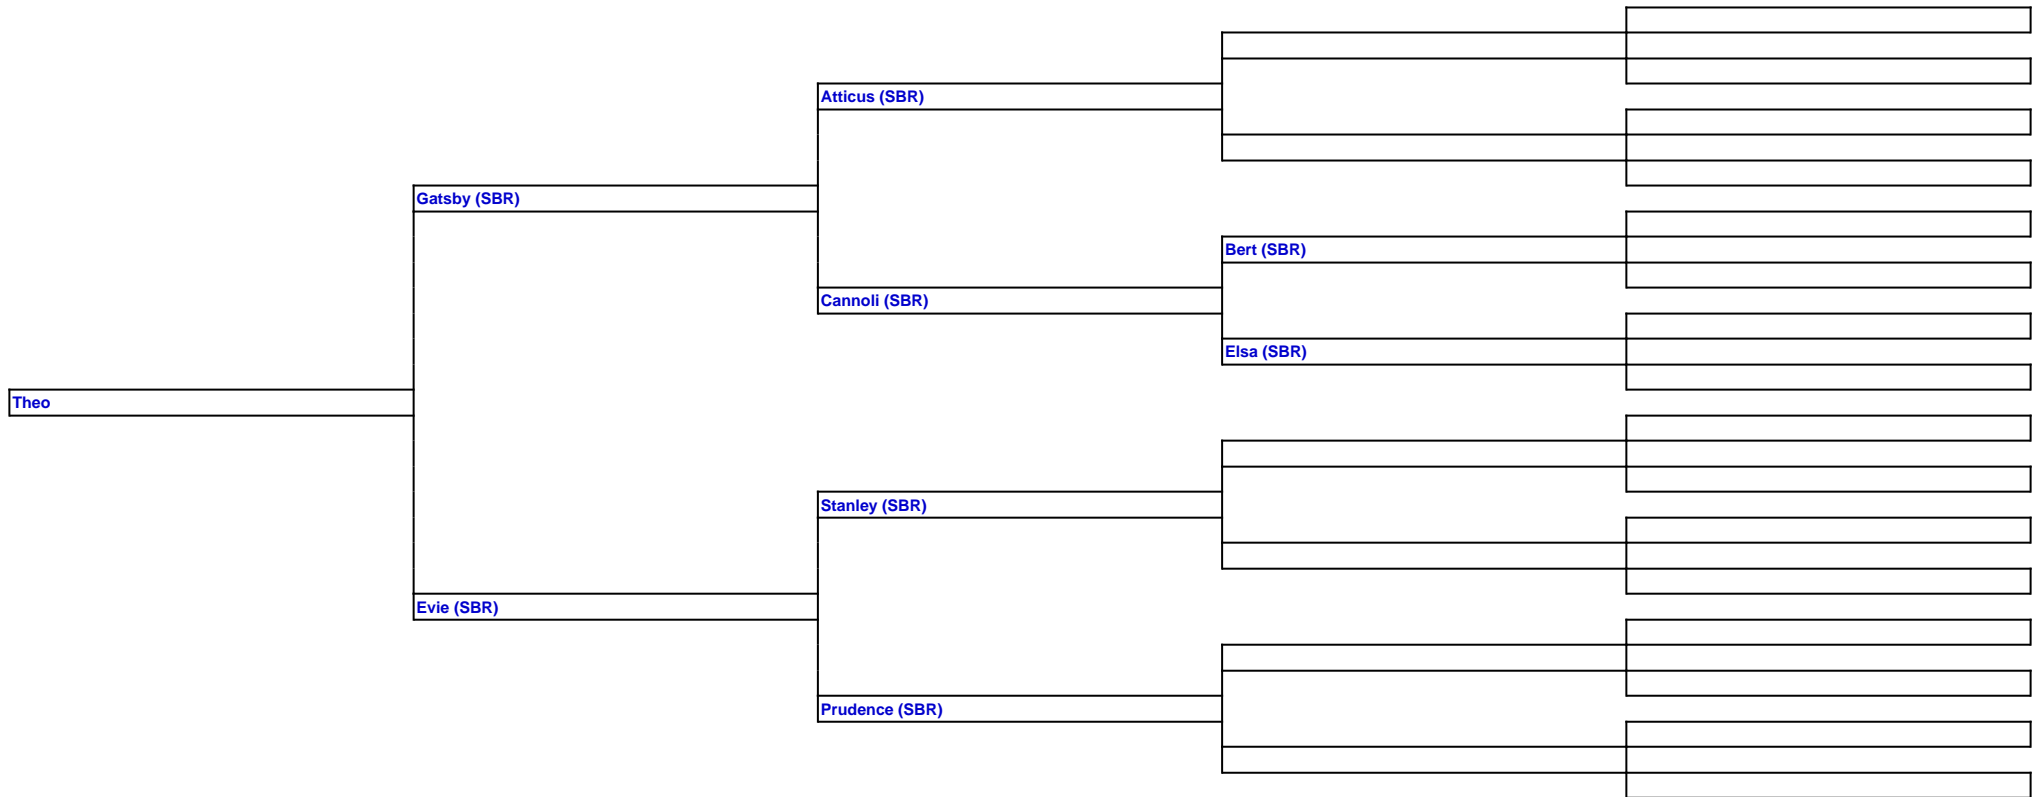 Atticus (SBR)
Gatsby (SBR)
Bert (SBR)
Cannoli (SBR)
Elsa (SBR)
Theo
Stanley (SBR)
Evie (SBR)
Prudence (SBR)